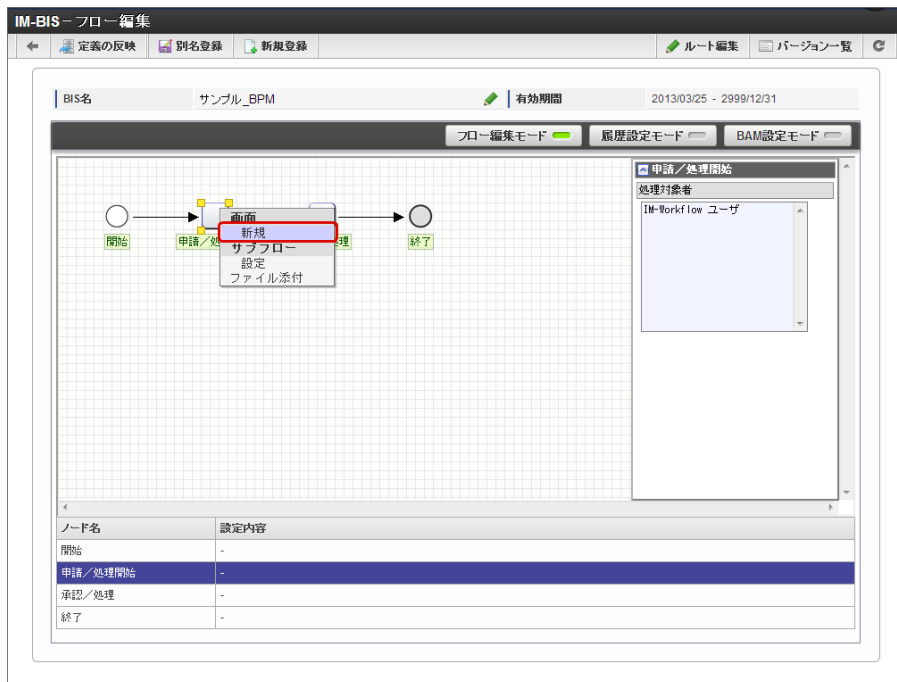 IM-BIS－フロー編集
定義の反映 別名登録 新規登録 ルート編集 バージョン一覧
BIS名 サンプル_BPM 有効期間 2013/03/25 - 2999/12/31
フロー編集モード 履歴設定モード BAM設定モード
申請／処理開始
処理対象者
IM-Workflow ユーザ
画面
新規
サブフロー
設定
ファイル添付
開始 申請／処 理 終了
ノード名 設定内容
開始 -
申請／処理開始 -
承認／処理 -
終了 -